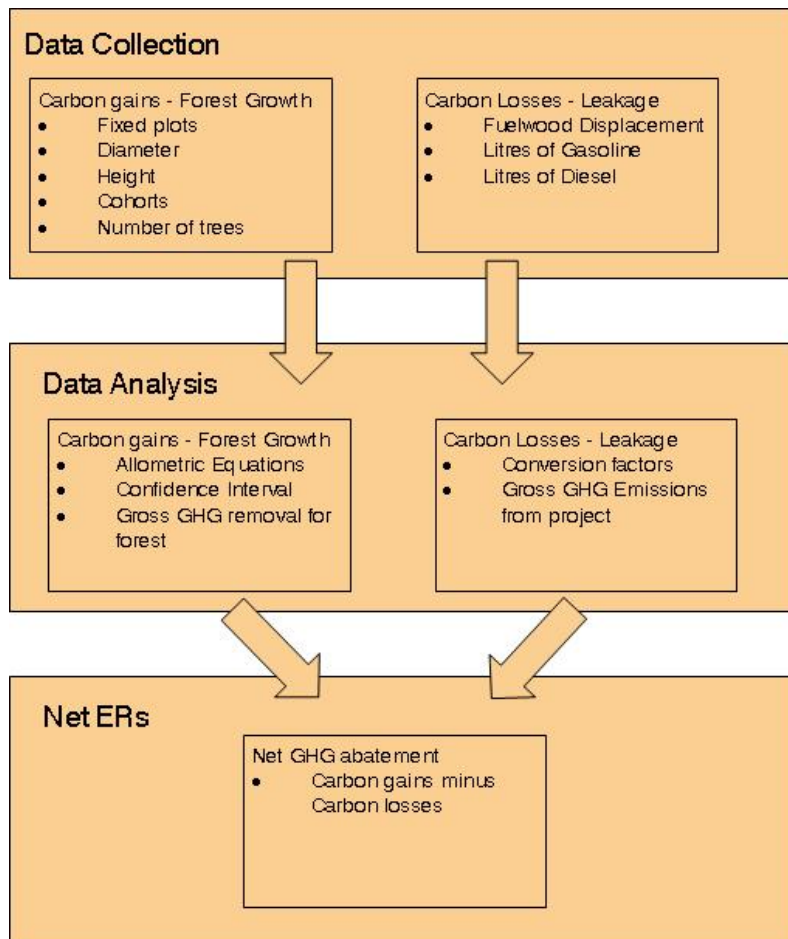 Data Collection
Carbon gains - Forest Growth
• Fixed plots
• Diameter
• Height
• Cohorts
• Number of trees
Carbon Losses - Leakage
• Fuelwood Displacement
• Litres of Gasoline
• Litres of Diesel
Data Analysis
Carbon gains - Forest Growth
• Allometric Equations
• Confidence Interval
• Gross GHG removal for
forest
Carbon Losses - Leakage
• Conversion factors
• Gross GHG Emissions
from project
Net ERs
Net GHG abatement
• Carbon gains minus
Carbon losses